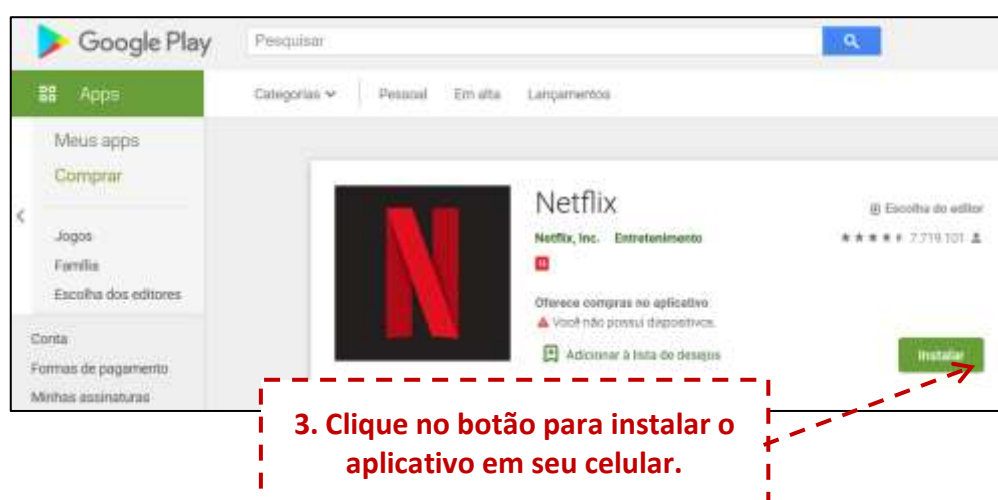 Google Play
Pesquisar
Apps
Categorias
Pessoal
Em alta
Lançamentos
Meus apps
Comprar
Jogos
Família
Escolha dos editores
Conta
Formas de pagamento
Minhas assinaturas
N
Netflix
Escolha do editor
Netflix, Inc. Entretenimento
7.719.101
Oferece compras no aplicativo
Você não possui dispositivos.
Adicionar à lista de desejos
Instalar
3. Clique no botão para instalar o
aplicativo em seu celular.